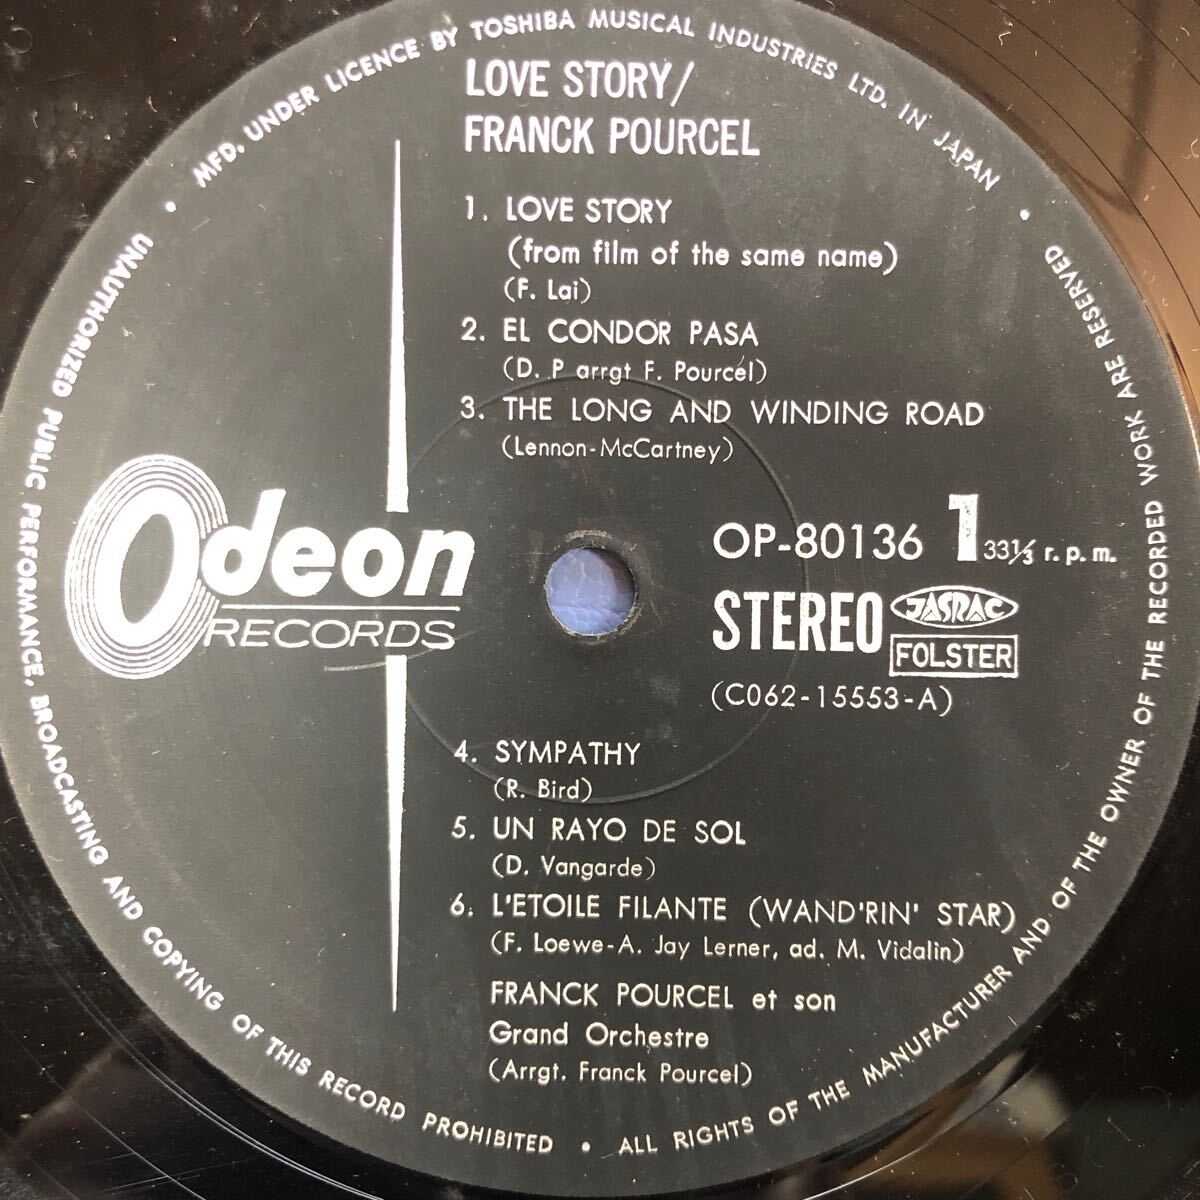 MFD. UNDER LICENCE BY TOSHIBA MUSICAL INDUSTRIES LTD. IN JAPAN
LOVE STORY/
FRANCK POURCEL
1. LOVE STORY
(from film of the same name)
(F. Lai)
2. EL CONDOR PASA
(D. P arrgt F. Pourcel)
3. THE LONG AND WINDING ROAD
(Lennon-McCartney)
Odeon
RECORDS
OP-80136 1 33⅓ r.p.m.
STEREO JASRAC
FOLSTER
(C062-15553-A)
4. SYMPATHY
(R. Bird)
5. UN RAYO DE SOL
(D. Vangarde)
6. L'ETOILE FILANTE (WAND'RIN' STAR)
(F. Loewe-A. Jay Lerner, ad. M. Vidalin)
FRANCK POURCEL et son
Grand Orchestre
(Arrgt. Franck Pourcel)
UNAUTHORIZED PUBLIC PERFORMANCE, BROADCASTING AND COPYING OF THIS RECORD PROHIBITED • ALL RIGHTS OF THE MANUFACTURER AND OF THE OWNER OF THE RECORDED WORK ARE RESERVED